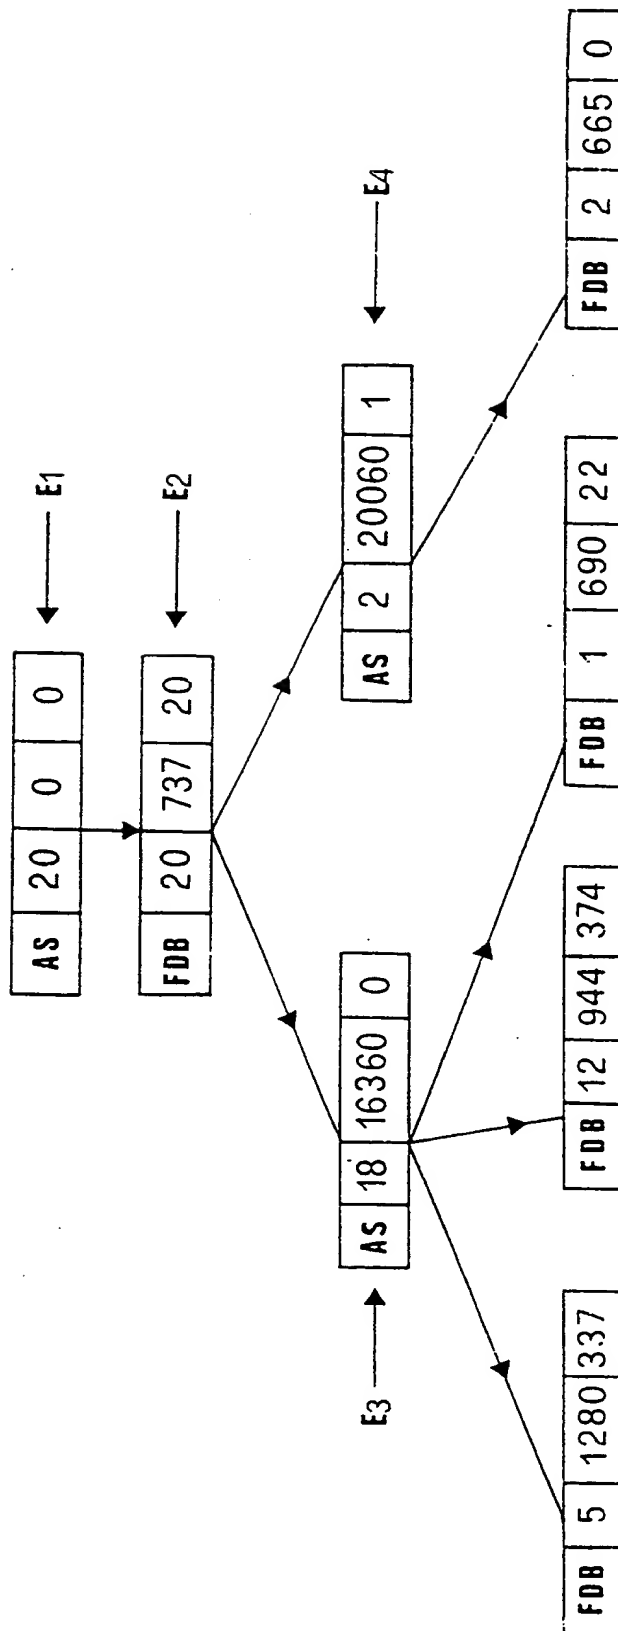 AS 20 0 0 E1
FDB 20 737 20 E2
E3 AS 18 16360 0
AS 2 20060 1 E4
FDB 5 1280 337
FDB 12 944 374
FDB 1 690 22
FDB 2 665 0